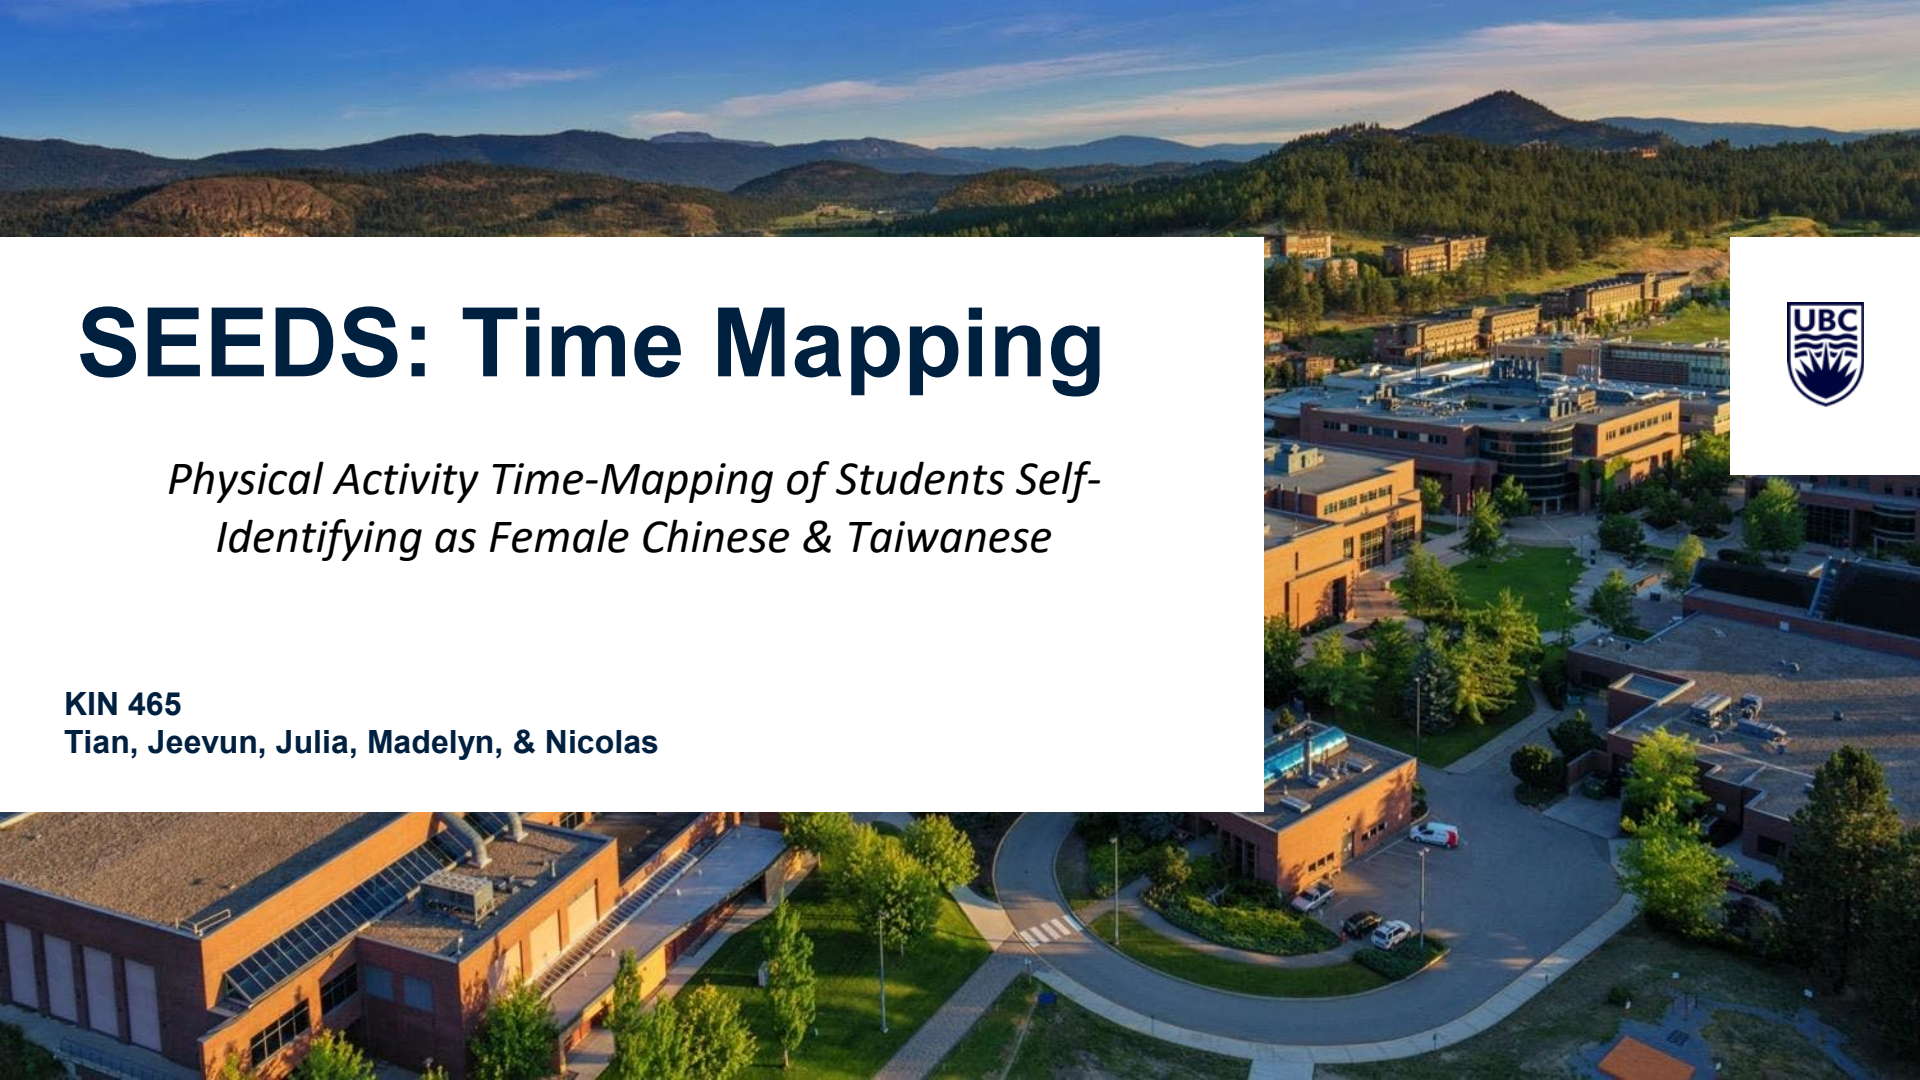 SEEDS: Time Mapping
UBC
Physical Activity Time-Mapping of Students Self-
Identifying as Female Chinese & Taiwanese
KIN 465
Tian, Jeevun, Julia, Madelyn, & Nicolas